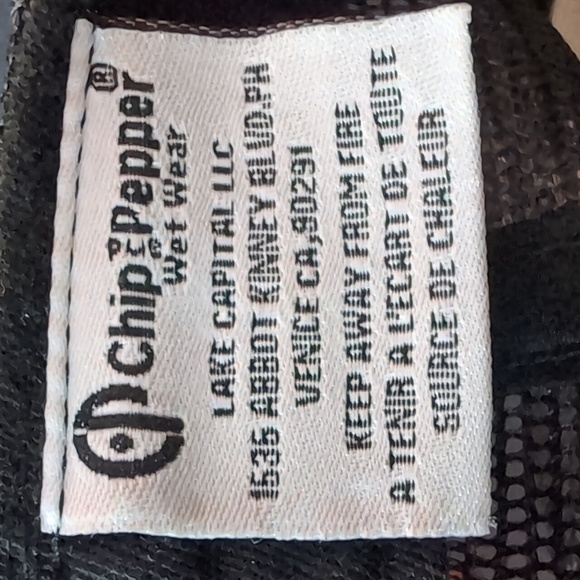 Chip & Pepper®
Wet Wear
LAKE CAPITAL LLC
1535 ABBOT KINNEY BLVD.PH
VENICE CA,90291
KEEP AWAY FROM FIRE
A TENIR A L'ECART DE TOUTE
SOURCE DE CHALEUR